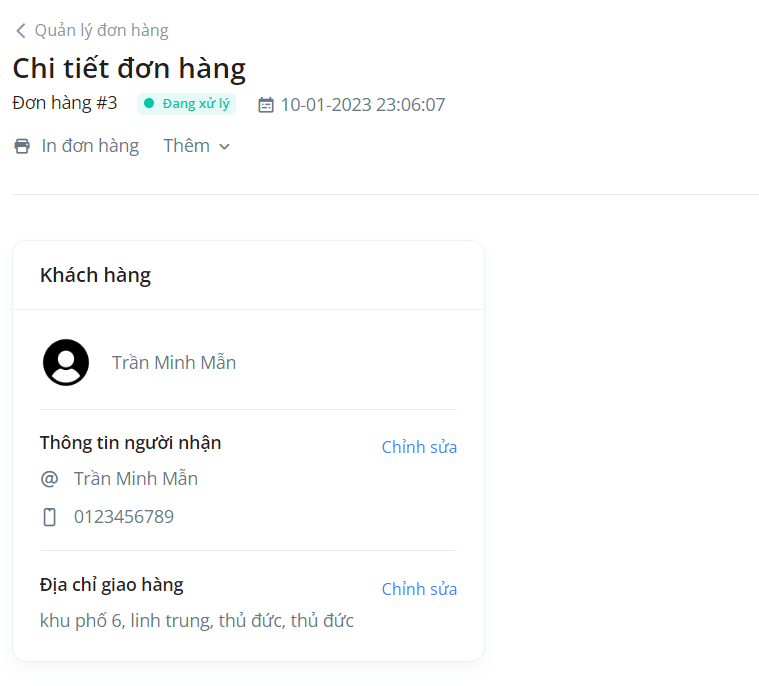 Quản lý đơn hàng
Chi tiết đơn hàng
Đơn hàng #3 Đang xử lý 10-01-2023 23:06:07
In đơn hàng Thêm
Khách hàng
Trần Minh Mẫn
Thông tin người nhận Chỉnh sửa
@ Trần Minh Mẫn
0123456789
Địa chỉ giao hàng Chỉnh sửa
khu phố 6, linh trung, thủ đức, thủ đức